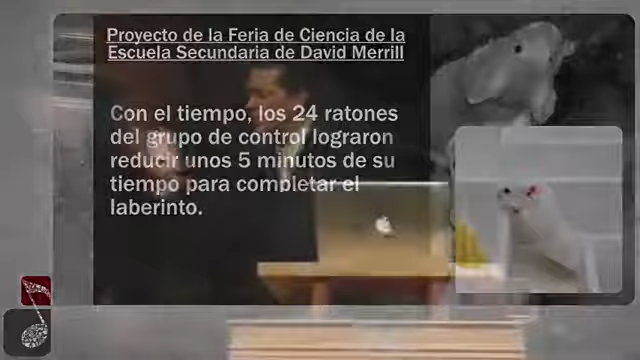 Proyecto de la Feria de Ciencia de la
Escuela Secundaria de David Merrill
Con el tiempo, los 24 ratones
del grupo de control lograron
reducir unos 5 minutos de su
tiempo para completar el
laberinto.